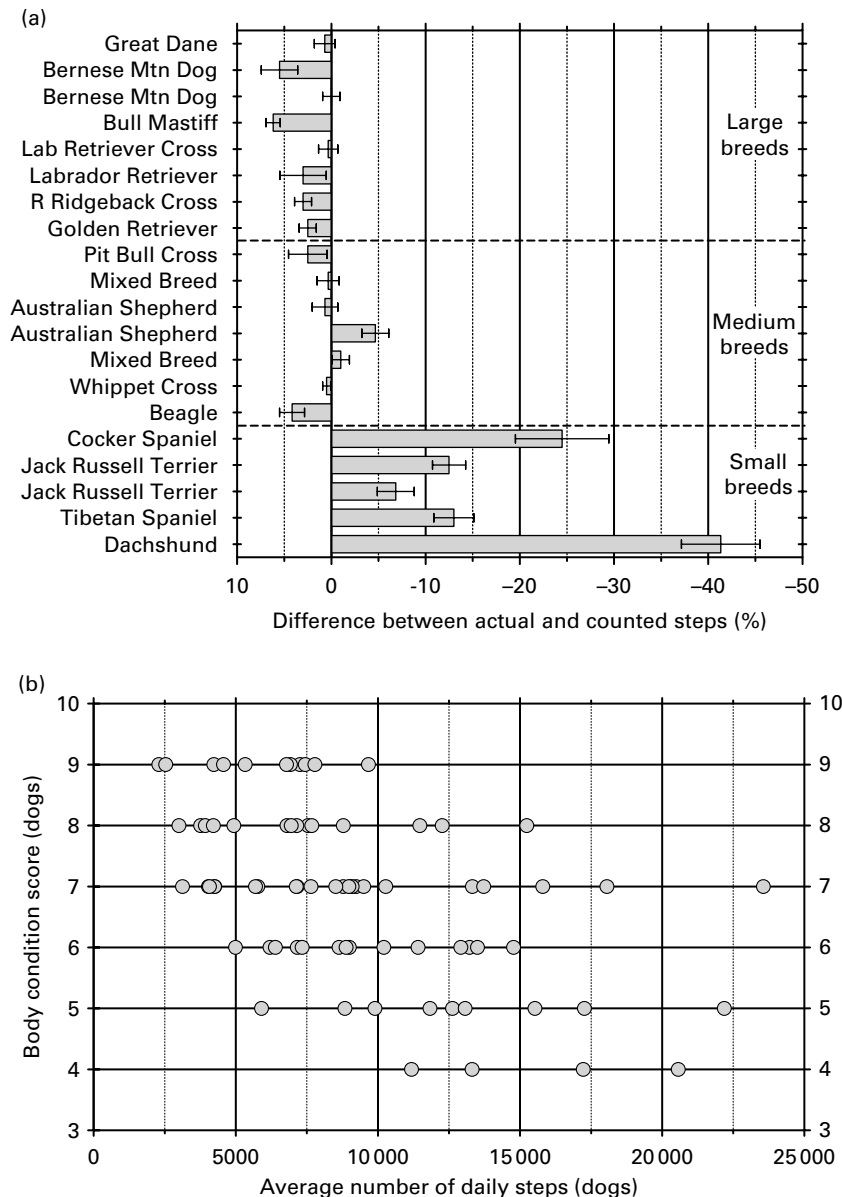 (a)
Great Dane
Bernese Mtn Dog
Bernese Mtn Dog
Bull Mastiff
Lab Retriever Cross
Labrador Retriever
R Ridgeback Cross
Golden Retriever
Pit Bull Cross
Mixed Breed
Australian Shepherd
Australian Shepherd
Mixed Breed
Whippet Cross
Beagle
Cocker Spaniel
Jack Russell Terrier
Jack Russell Terrier
Tibetan Spaniel
Dachshund
Large
breeds
Medium
breeds
Small
breeds
10 0 -10 –20 –30 –40 –50
Difference between actual and counted steps (%)
(b)
Body condition score (dogs)
10 10
9 9
8 8
7 7
6 6
5 5
4 4
3 3
0 5000 10 000 15 000 20 000 25 000
Average number of daily steps (dogs)